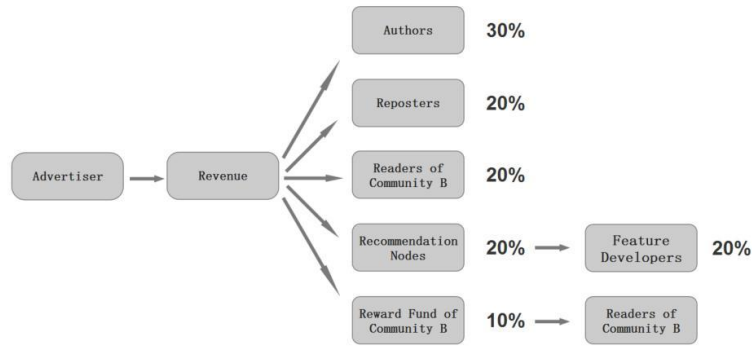 Authors 30%
Reposters 20%
Advertiser
Revenue
Readers of
Community B
20%
Recommendation
Nodes
20%
Feature
Developers
20%
Reward Fund of
Community B
10%
Readers of
Community B